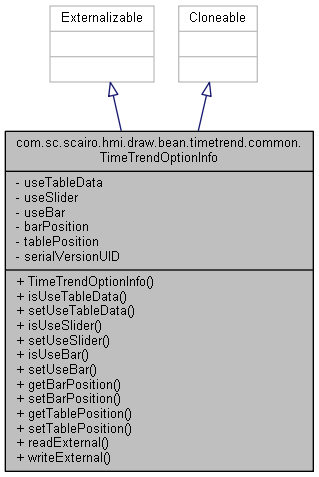 Externalizable
Cloneable
com.sc.scairo.hmi.draw.bean.timetrend.common.
TimeTrendOptionInfo
- useTableData
- useSlider
- useBar
- barPosition
- tablePosition
- serialVersionUID
+ TimeTrendOptionInfo()
+ isUseTableData()
+ setUseTableData()
+ isUseSlider()
+ setUseSlider()
+ isUseBar()
+ setUseBar()
+ getBarPosition()
+ setBarPosition()
+ getTablePosition()
+ setTablePosition()
+ readExternal()
+ writeExternal()